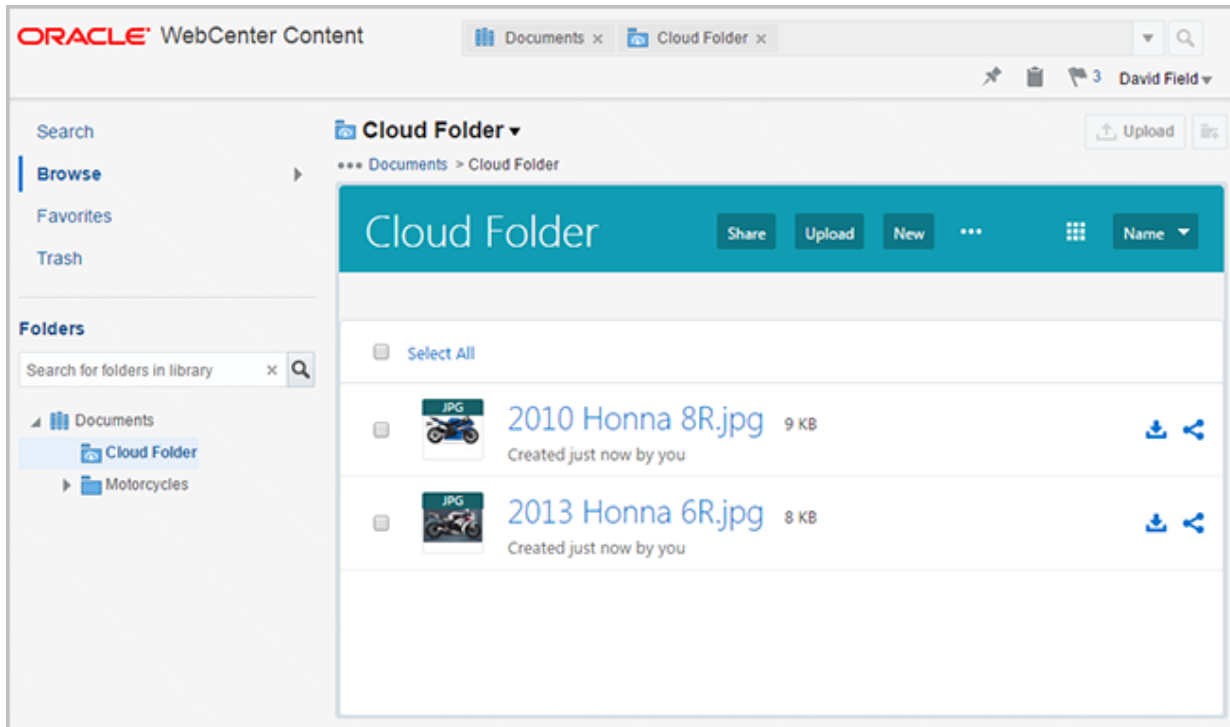 ORACLE® WebCenter Content
Documents × Cloud Folder ×
3 David Field
Search
Browse
Favorites
Trash
Folders
Search for folders in library ×
Documents
Cloud Folder
Motorcycles
Cloud Folder
Upload
Documents > Cloud Folder
Cloud Folder
Share
Upload
New
Name
Select All
JPG
2010 Honna 8R.jpg 9 KB
Created just now by you
JPG
2013 Honna 6R.jpg 8 KB
Created just now by you